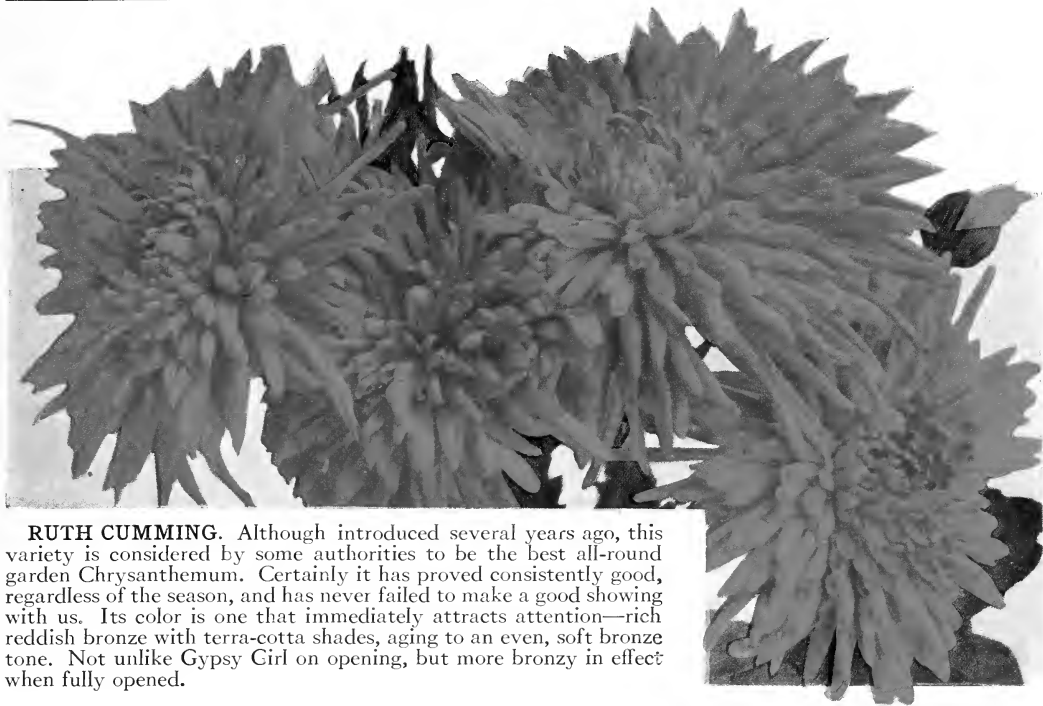 RUTH CUMMING. Although introduced several years ago, this
variety is considered by some authorities to be the best all-round
garden Chrysanthemum. Certainly it has proved consistently good,
regardless of the season, and has never failed to make a good showing
with us. Its color is one that immediately attracts attention—rich
reddish bronze with terra-cotta shades, aging to an even, soft bronze
tone. Not unlike Gypsy Girl on opening, but more bronzy in effect
when fully opened.